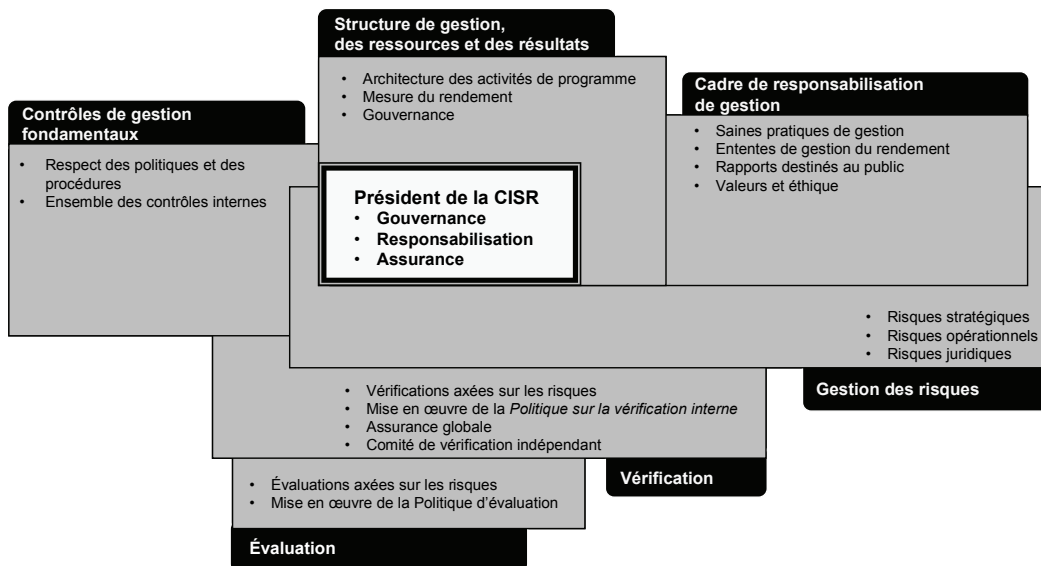 Structure de gestion,
des ressources et des résultats
• Architecture des activités de programme
• Mesure du rendement
• Gouvernance
Cadre de responsabilisation
de gestion
• Saines pratiques de gestion
• Ententes de gestion du rendement
• Rapports destinés au public
• Valeurs et éthique
Contrôles de gestion
fondamentaux
• Respect des politiques et des
procédures
• Ensemble des contrôles internes
Président de la CISR
• Gouvernance
• Responsabilisation
• Assurance
• Risques stratégiques
• Risques opérationnels
• Risques juridiques
Gestion des risques
• Vérifications axées sur les risques
• Mise en œuvre de la Politique sur la vérification interne
• Assurance globale
• Comité de vérification indépendant
Vérification
• Évaluations axées sur les risques
• Mise en œuvre de la Politique d’évaluation
Évaluation